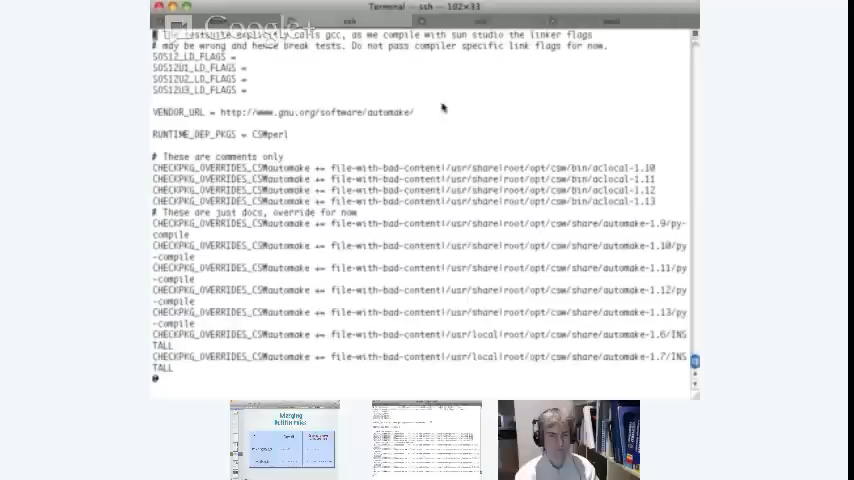 Terminal — ssh — 102×33
ssh
Google+
testsuite explicitly calls gcc, as we compile with sun studio the linker flags
# may be wrong and hence break tests. Do not pass compiler specific link flags for now.
SOS12_LD_FLAGS =
SOS12U1_LD_FLAGS =
SOS12U2_LD_FLAGS =
SOS12U3_LD_FLAGS =
VENDOR_URL = http://www.gnu.org/software/automake/
RUNTIME_DEP_PKGS = CSWperl
# These are comments only
CHECKPKG_OVERRIDES_CSWautomake += file-with-bad-content|/usr/share|root/opt/csw/bin/aclocal-1.10
CHECKPKG_OVERRIDES_CSWautomake += file-with-bad-content|/usr/share|root/opt/csw/bin/aclocal-1.11
CHECKPKG_OVERRIDES_CSWautomake += file-with-bad-content|/usr/share|root/opt/csw/bin/aclocal-1.12
CHECKPKG_OVERRIDES_CSWautomake += file-with-bad-content|/usr/share|root/opt/csw/bin/aclocal-1.13
# These are just docs, override for now
CHECKPKG_OVERRIDES_CSWautomake += file-with-bad-content|/usr/share|root/opt/csw/share/automake-1.9/py-
compile
CHECKPKG_OVERRIDES_CSWautomake += file-with-bad-content|/usr/share|root/opt/csw/share/automake-1.10/py
-compile
CHECKPKG_OVERRIDES_CSWautomake += file-with-bad-content|/usr/share|root/opt/csw/share/automake-1.11/py
-compile
CHECKPKG_OVERRIDES_CSWautomake += file-with-bad-content|/usr/share|root/opt/csw/share/automake-1.12/py
-compile
CHECKPKG_OVERRIDES_CSWautomake += file-with-bad-content|/usr/share|root/opt/csw/share/automake-1.13/py
-compile
CHECKPKG_OVERRIDES_CSWautomake += file-with-bad-content|/usr/local|root/opt/csw/share/automake-1.6/INS
TALL
CHECKPKG_OVERRIDES_CSWautomake += file-with-bad-content|/usr/local|root/opt/csw/share/automake-1.7/INS
TALL
Merging